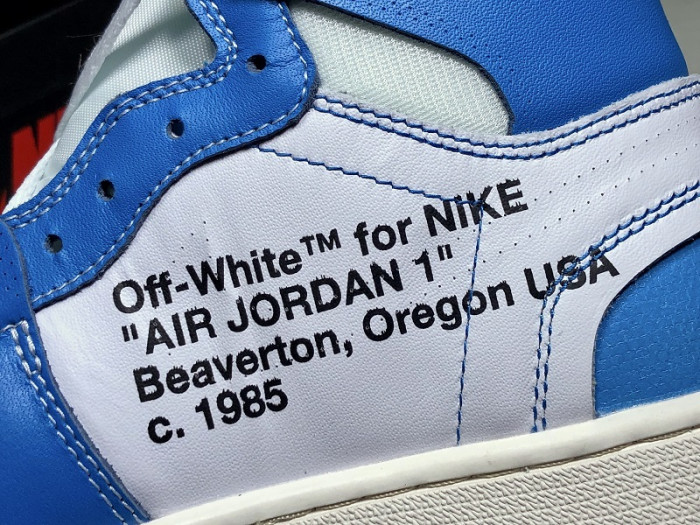 Off-White™ for NIKE
"AIR JORDAN 1"
Beaverton, Oregon USA
c. 1985